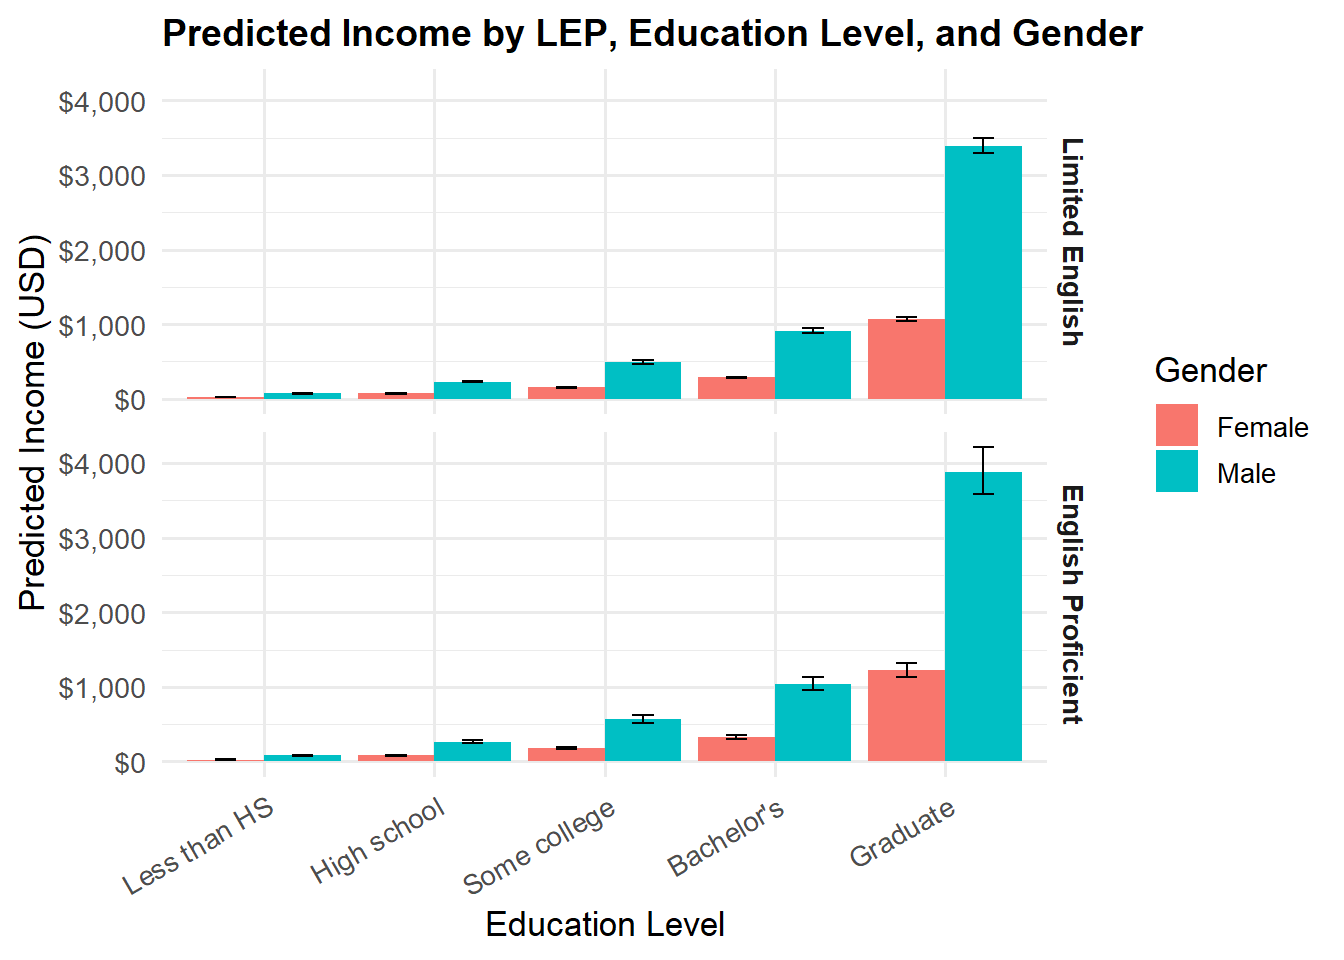 Predicted Income by LEP, Education Level, and Gender
Predicted Income (USD)
$4,000
$3,000
$2,000
$1,000
$0
Limited English
$4,000
$3,000
$2,000
$1,000
$0
English Proficient
Less than HS
High school
Some college
Bachelor's
Graduate
Education Level
Gender
Female
Male